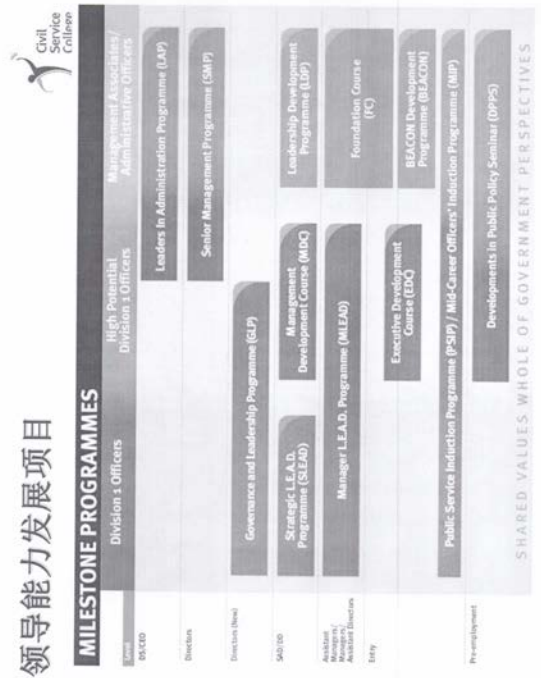 领导能力发展项目
Civil
Service
College
MILESTONE PROGRAMMES
Level
Division 1 Officers
High Potential
Division 1 Officers
Management Associates/
Administrative Officers
DS/CEO
Leaders In Administration Programme (LAP)
Directors
Senior Management Programme (SMP)
Directors (New)
Governance and Leadership Programme (GLP)
SAD/DD
Strategic L.E.A.D.
Programme (SLEAD)
Management
Development Course (MDC)
Leadership Development
Programme (LDP)
Assistant
Managers/
Managers/
Assistant Directors
Manager L.E.A.D. Programme (MLEAD)
Foundation Course
(FC)
Entry
Executive Development
Course (EDC)
BEACON Development
Programme (BEACON)
Public Service Induction Programme (PSIP) / Mid-Career Officers' Induction Programme (MIP)
Pre-employment
Developments in Public Policy Seminar (DPPS)
SHARED VALUES WHOLE OF GOVERNMENT PERSPECTIVES